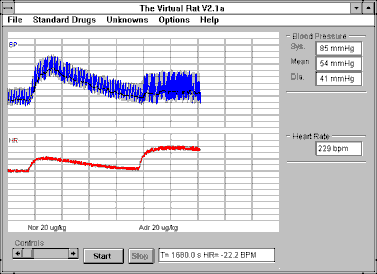 The Virtual Rat V2.1a
File Standard Drugs Unknowns Options Help
BP
Blood Pressure
Sys. 85 mmHg
Mean 54 mmHg
Dia. 41 mmHg
HR
Heart Rate
229 bpm
Nor 20 ug/kg Adr 20 ug/kg
Controls
Start Stop T= 1680.0 s HR= -22.2 BPM